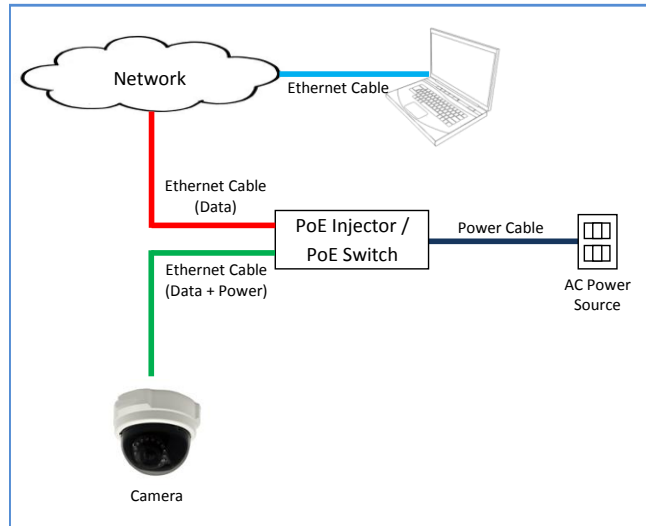 Network
Ethernet Cable
Ethernet Cable
(Data)
PoE Injector /
PoE Switch
Power Cable
Ethernet Cable
(Data + Power)
AC Power
Source
Camera